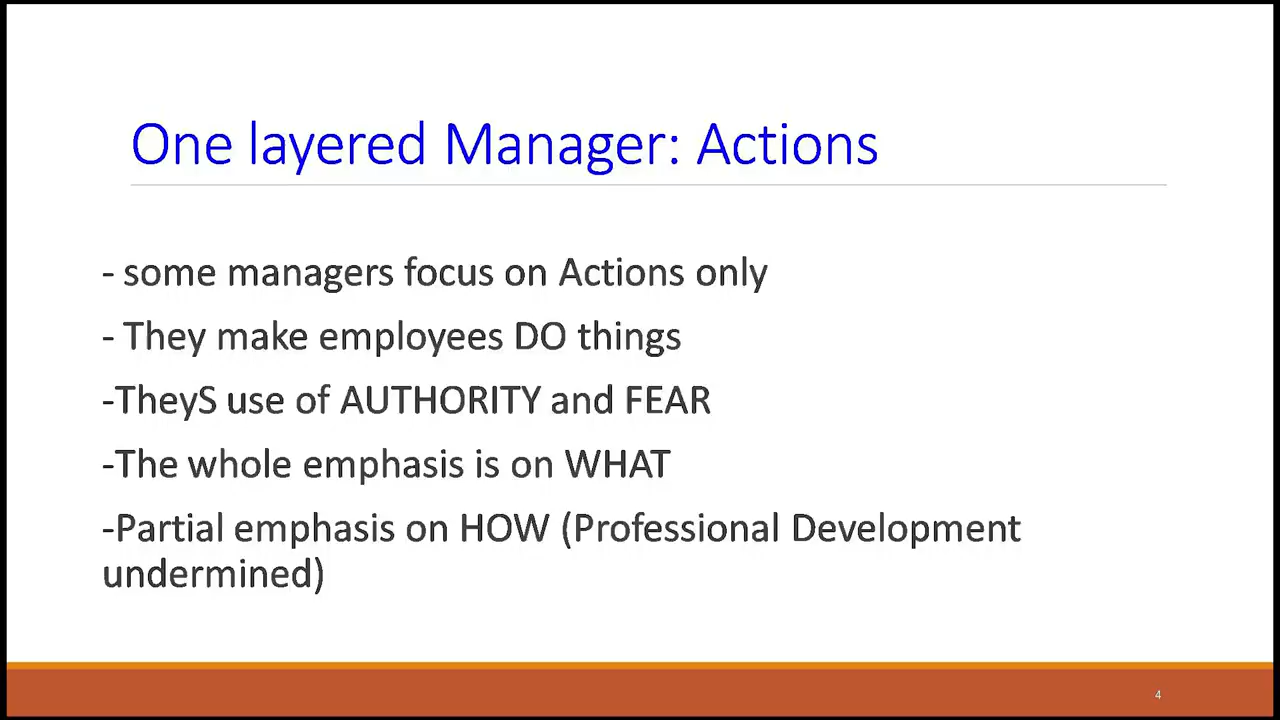 One layered Manager: Actions
- some managers focus on Actions only
- They make employees DO things
-TheyS use of AUTHORITY and FEAR
-The whole emphasis is on WHAT
-Partial emphasis on HOW (Professional Development
undermined)
4